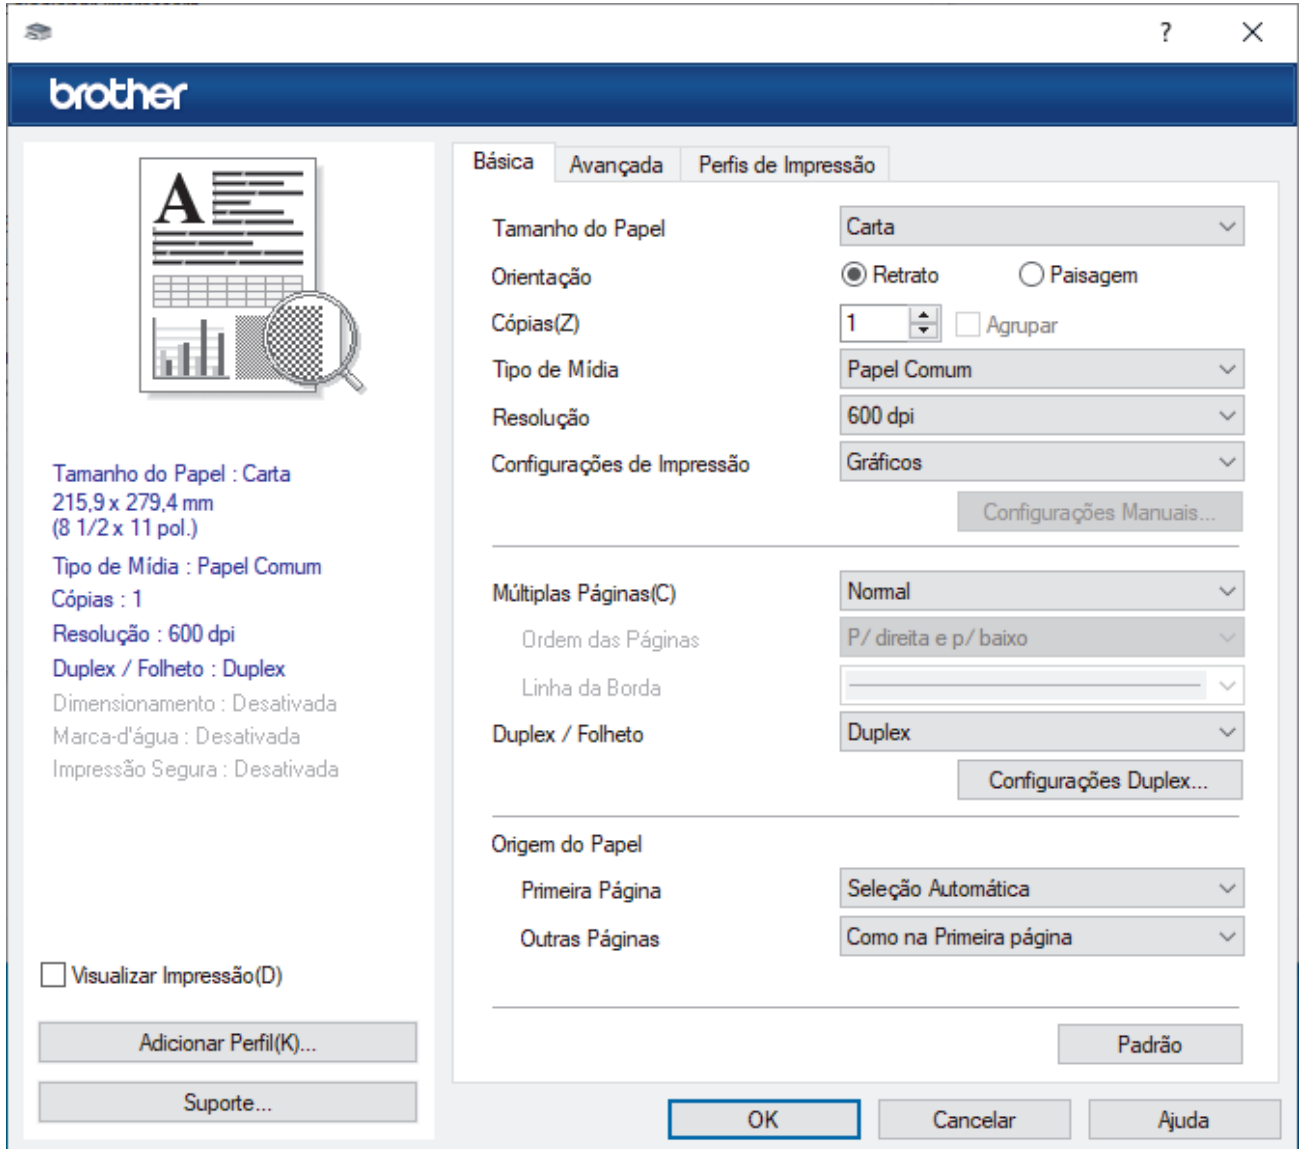 ?
brother
A
Básica
Avançada
Perfis de Impressão
Tamanho do Papel
Carta
Orientação
Retrato
Paisagem
Cópias(Z)
1
Agrupar
Tipo de Mídia
Papel Comum
Resolução
600 dpi
Configurações de Impressão
Gráficos
Configurações Manuais...
Múltiplas Páginas(C)
Normal
Ordem das Páginas
P/ direita e p/ baixo
Linha da Borda
Duplex / Folheto
Duplex
Configurações Duplex...
Origem do Papel
Primeira Página
Seleção Automática
Outras Páginas
Como na Primeira página
Padrão
Tamanho do Papel : Carta
215,9 x 279,4 mm
(8 1/2 x 11 pol.)
Tipo de Mídia : Papel Comum
Cópias : 1
Resolução : 600 dpi
Duplex / Folheto : Duplex
Dimensionamento : Desativada
Marca-d'água : Desativada
Impressão Segura : Desativada
Visualizar Impressão(D)
Adicionar Perfil(K)...
Suporte...
OK
Cancelar
Ajuda